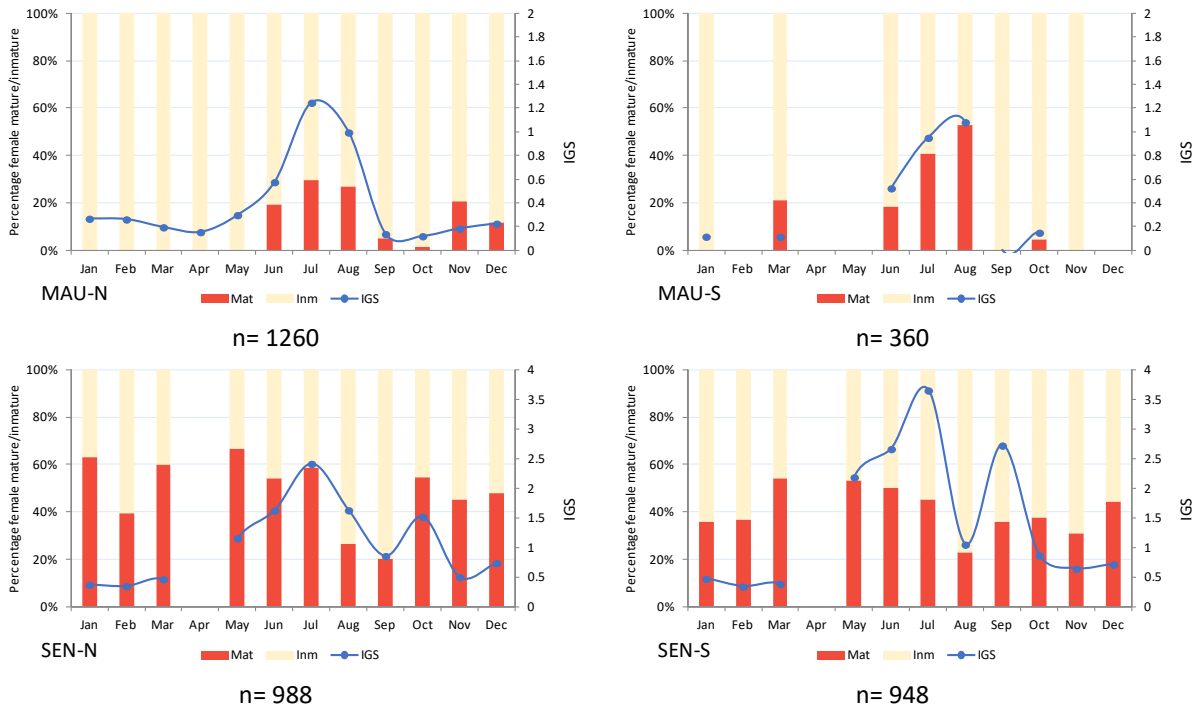 Percentage female mature/inmature
100%
80%
60%
40%
20%
0%
2
1.8
1.6
1.4
1.2
1
0.8
0.6
0.4
0.2
0
IGS
Jan Feb Mar Apr May Jun Jul Aug Sep Oct Nov Dec
MAU-N
Mat Inm IGS
n= 1260
Percentage female mature/inmature
100%
80%
60%
40%
20%
0%
2
1.8
1.6
1.4
1.2
1
0.8
0.6
0.4
0.2
0
IGS
Jan Feb Mar Apr May Jun Jul Aug Sep Oct Nov Dec
MAU-S
Mat Inm IGS
n= 360
Percentage female mature/inmature
100%
80%
60%
40%
20%
0%
4
3.5
3
2.5
2
1.5
1
0.5
0
IGS
Jan Feb Mar Apr May Jun Jul Aug Sep Oct Nov Dec
SEN-N
Mat Inm IGS
n= 988
Percentage female mature/inmature
100%
80%
60%
40%
20%
0%
4
3.5
3
2.5
2
1.5
1
0.5
0
IGS
Jan Feb Mar Apr May Jun Jul Aug Sep Oct Nov Dec
SEN-S
Mat Inm IGS
n= 948